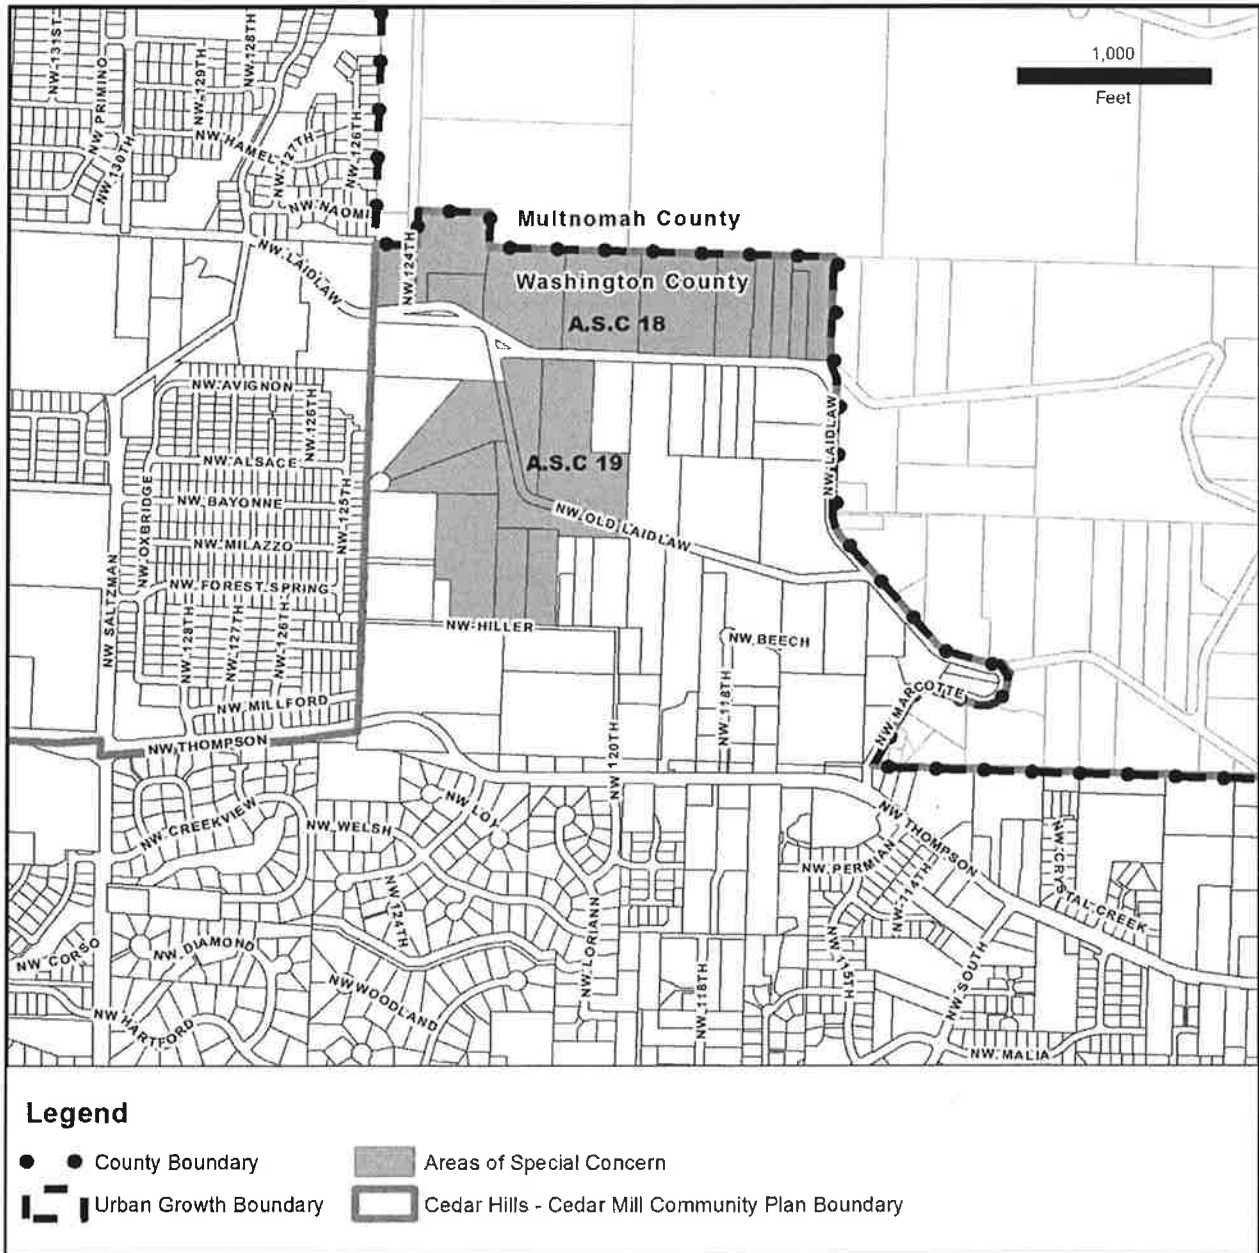 1,000
Feet
NW 131ST
NW PRIMINO
NW 130TH
NW 129TH
NW 128TH
NW HAMEL
NW 127TH
NW 126TH
NW NAOMI
NW LAIDLAW
NW 124TH
Multnomah County
Washington County
A.S.C 18
NW AVIGNON
NW 126TH
NW ALSACE
NW BAYONNE
NW OXBRIDGE
NW 125TH
NW MILAZZO
NW FOREST SPRING
NW SALTZMAN
NW 128TH
NW 127TH
NW 126TH
NW MILLFORD
NW THOMPSON
A.S.C 19
NW LAIDLAW
NW OLD LAIDLAW
NW HILLER
NW BEECH
NW 118TH
NW MARCOTTE
NW 120TH
NW CREEKVIEW
NW WELSH
NW LOY
NW THOMPSON
NW PERMIAN
NW 114TH
NW CRYSTAL CREEK
NW 124TH
NW CORSO
NW DIAMOND
NW WOODLAND
NW LORIANN
NW 118TH
NW 115TH
NW SOUTH
NW HARTFORD
NW MALIA
Legend
County Boundary
Areas of Special Concern
Urban Growth Boundary
Cedar Hills - Cedar Mill Community Plan Boundary